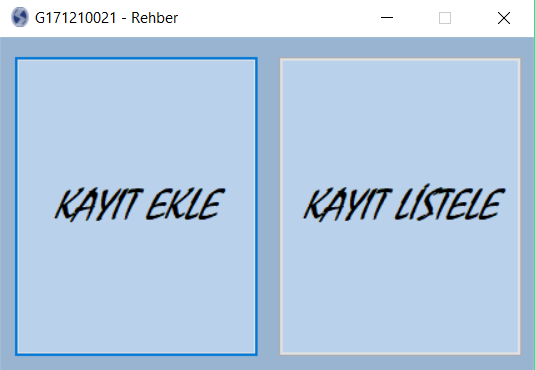 G171210021 - Rehber
KAYIT EKLE
KAYIT LİSTELE